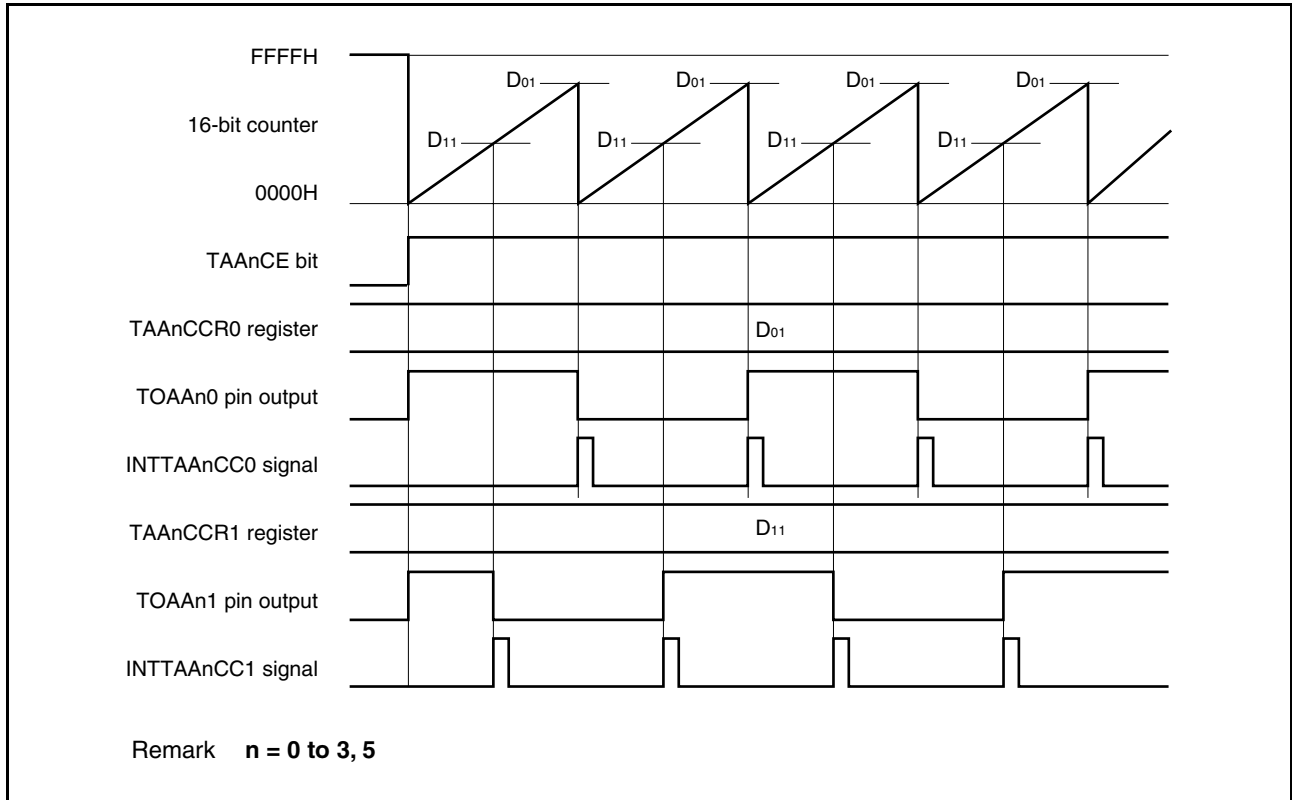 FFFFH
D01 D01 D01 D01
16-bit counter
D11 D11 D11 D11
0000H
TAAnCE bit
TAAnCCR0 register
D01
TOAAn0 pin output
INTTAAnCC0 signal
TAAnCCR1 register
D11
TOAAn1 pin output
INTTAAnCC1 signal
Remark n = 0 to 3, 5